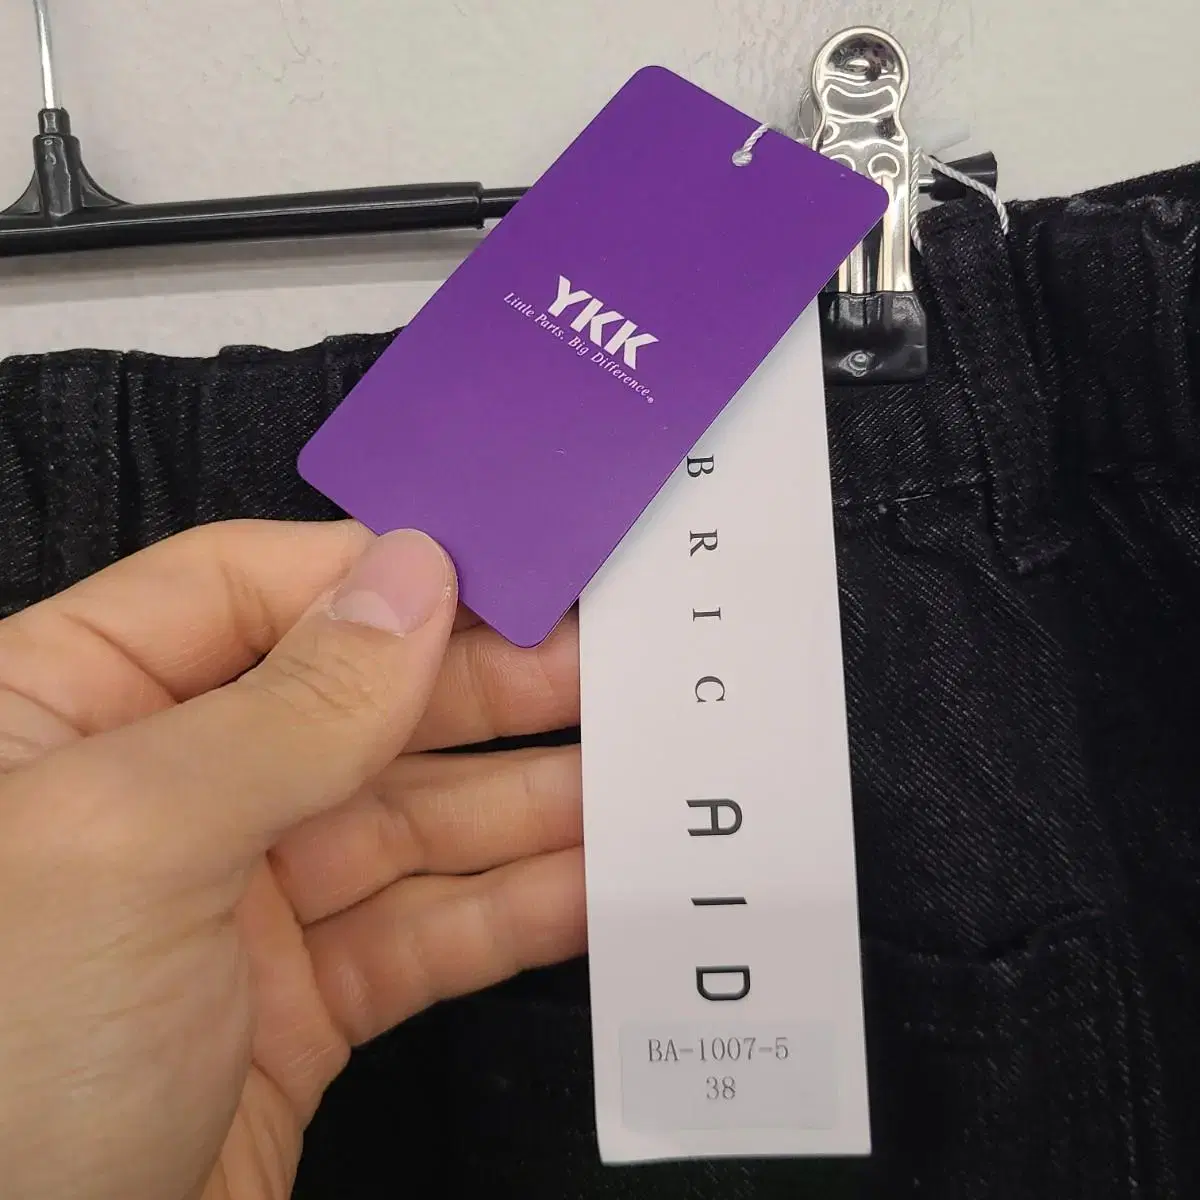 YKK
Little Parts. Big Difference.®
BRIC
AID
BA-1007-5
38